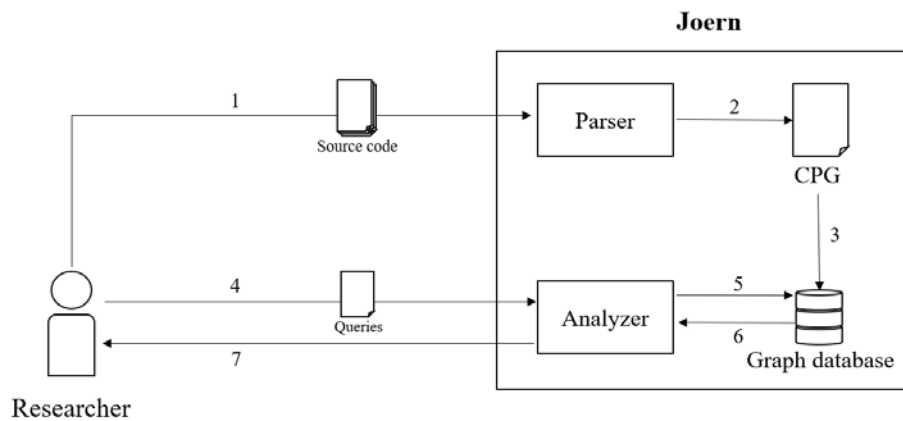 Joern
1
Source code
Parser
2
CPG
3
4
Queries
Analyzer
5
6
Graph database
7
Researcher